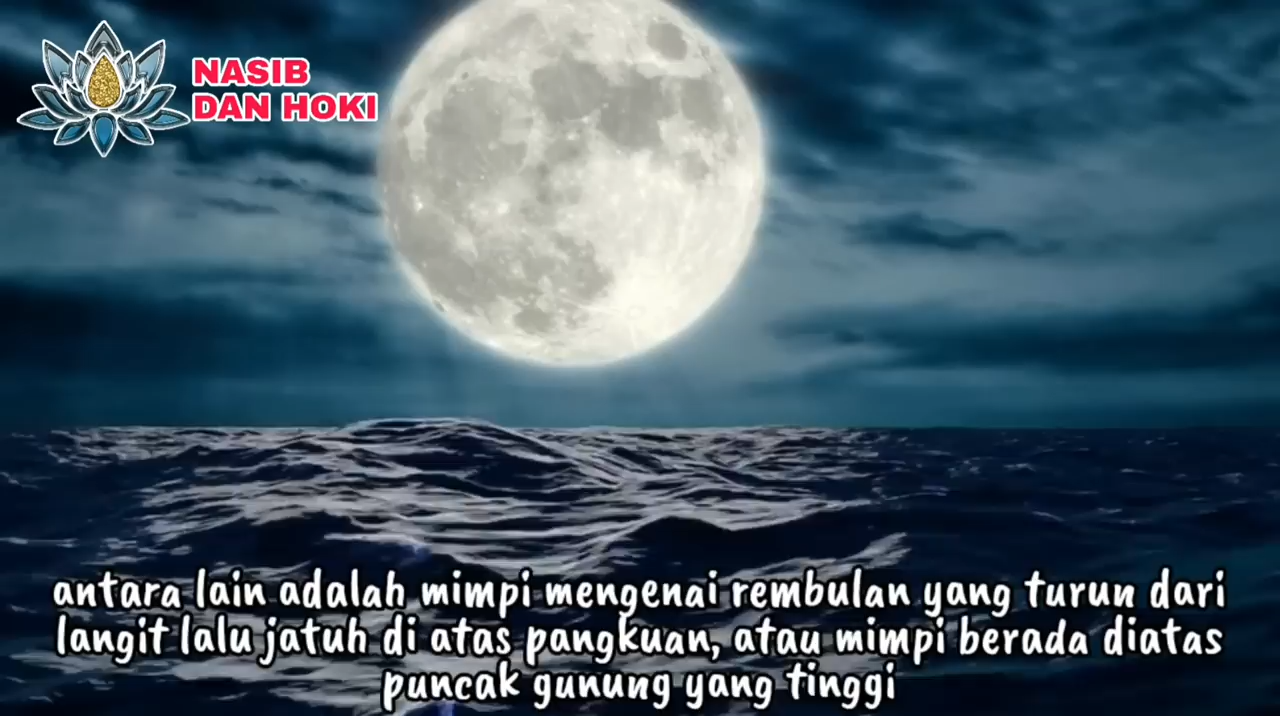 NASIB
DAN HOKI
antara lain adalah mimpi mengenai rembulan yang turun dari
langit lalu jatuh di atas pangkuan, atau mimpi berada diatas
puncak gunung yang tinggi